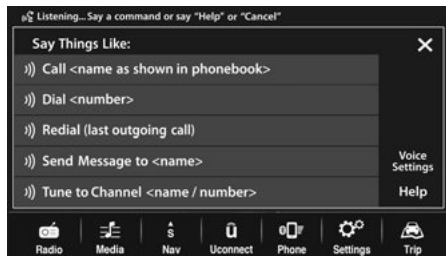 Listening...Say a command or say "Help" or "Cancel"
Say Things Like:
Call <name as shown in phonebook>
Dial <number>
Redial (last outgoing call)
Send Message to <name>
Tune to Channel <name / number>
Voice
Settings
Help
Radio
Media
Nav
Uconnect
Phone
Settings
Trip